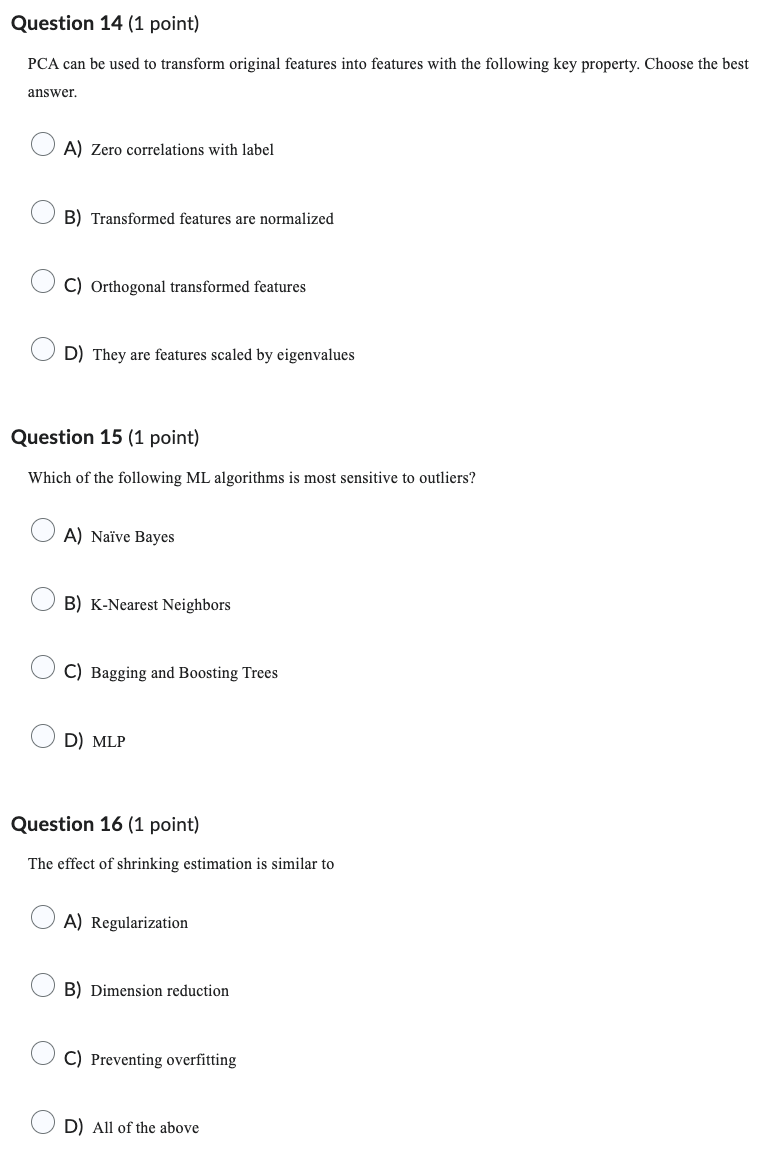 Question 14 (1 point)
PCA can be used to transform original features into features with the following key property. Choose the best
answer.
A) Zero correlations with label
B) Transformed features are normalized
C) Orthogonal transformed features
D) They are features scaled by eigenvalues
Question 15 (1 point)
Which of the following ML algorithms is most sensitive to outliers?
A) Naïve Bayes
B) K-Nearest Neighbors
C) Bagging and Boosting Trees
D) MLP
Question 16 (1 point)
The effect of shrinking estimation is similar to
A) Regularization
B) Dimension reduction
C) Preventing overfitting
D) All of the above